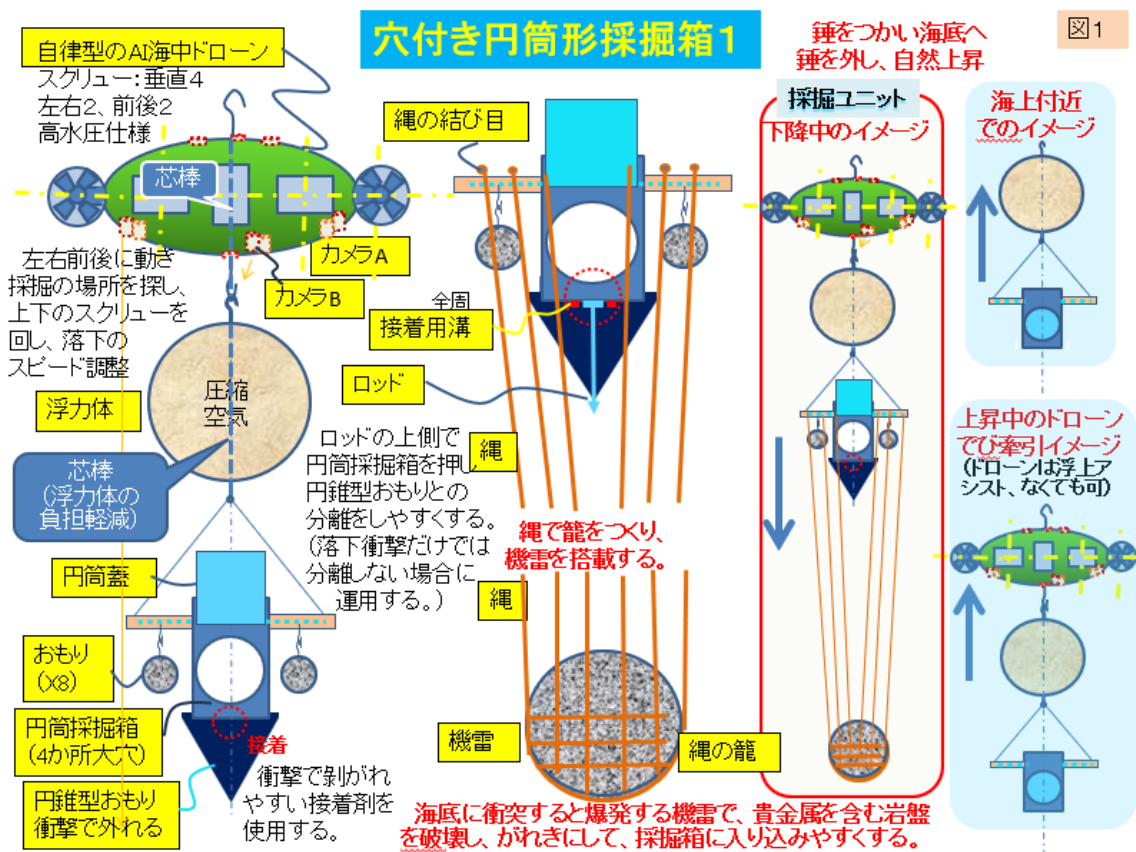 穴付き円筒形採掘箱１
図１
自律型のAI海中ドローン
スクリュー：垂直4
左右2、前後2
高水圧仕様
芯棒
カメラA
カメラB
左右前後に動き
採掘の場所を探し、
上下のスクリューを
回し、落下の
スピード調整
浮力体
圧縮
空気
芯棒
(浮力体の
負担軽減)
円筒蓋
おもり
(X8)
円筒採掘箱
(4か所大穴)
円錐型おもり
衝撃で外れる
接着
衝撃で剝がれ
やすい接着剤を
使用する。
縄の結び目
全周
接着用溝
ロッド
ロッドの上側で
円筒採掘箱を押し
円錐型おもりとの
分離をしやすくする。
(落下衝撃だけでは
分離しない場合に
運用する。)
縄
縄
縄で籠をつくり、
機雷を搭載する。
機雷
縄の籠
海底に衝突すると爆発する機雷で、貴金属を含む岩盤
を破壊し、がれきにして、採掘箱に入り込みやすくする。
錘をつかい海底へ
錘を外し、自然上昇
採掘ユニット
下降中のイメージ
海上付近
でのイメージ
上昇中のドローン
でび牽引イメージ
(ドローンは浮上ア
シスト、なくても可)